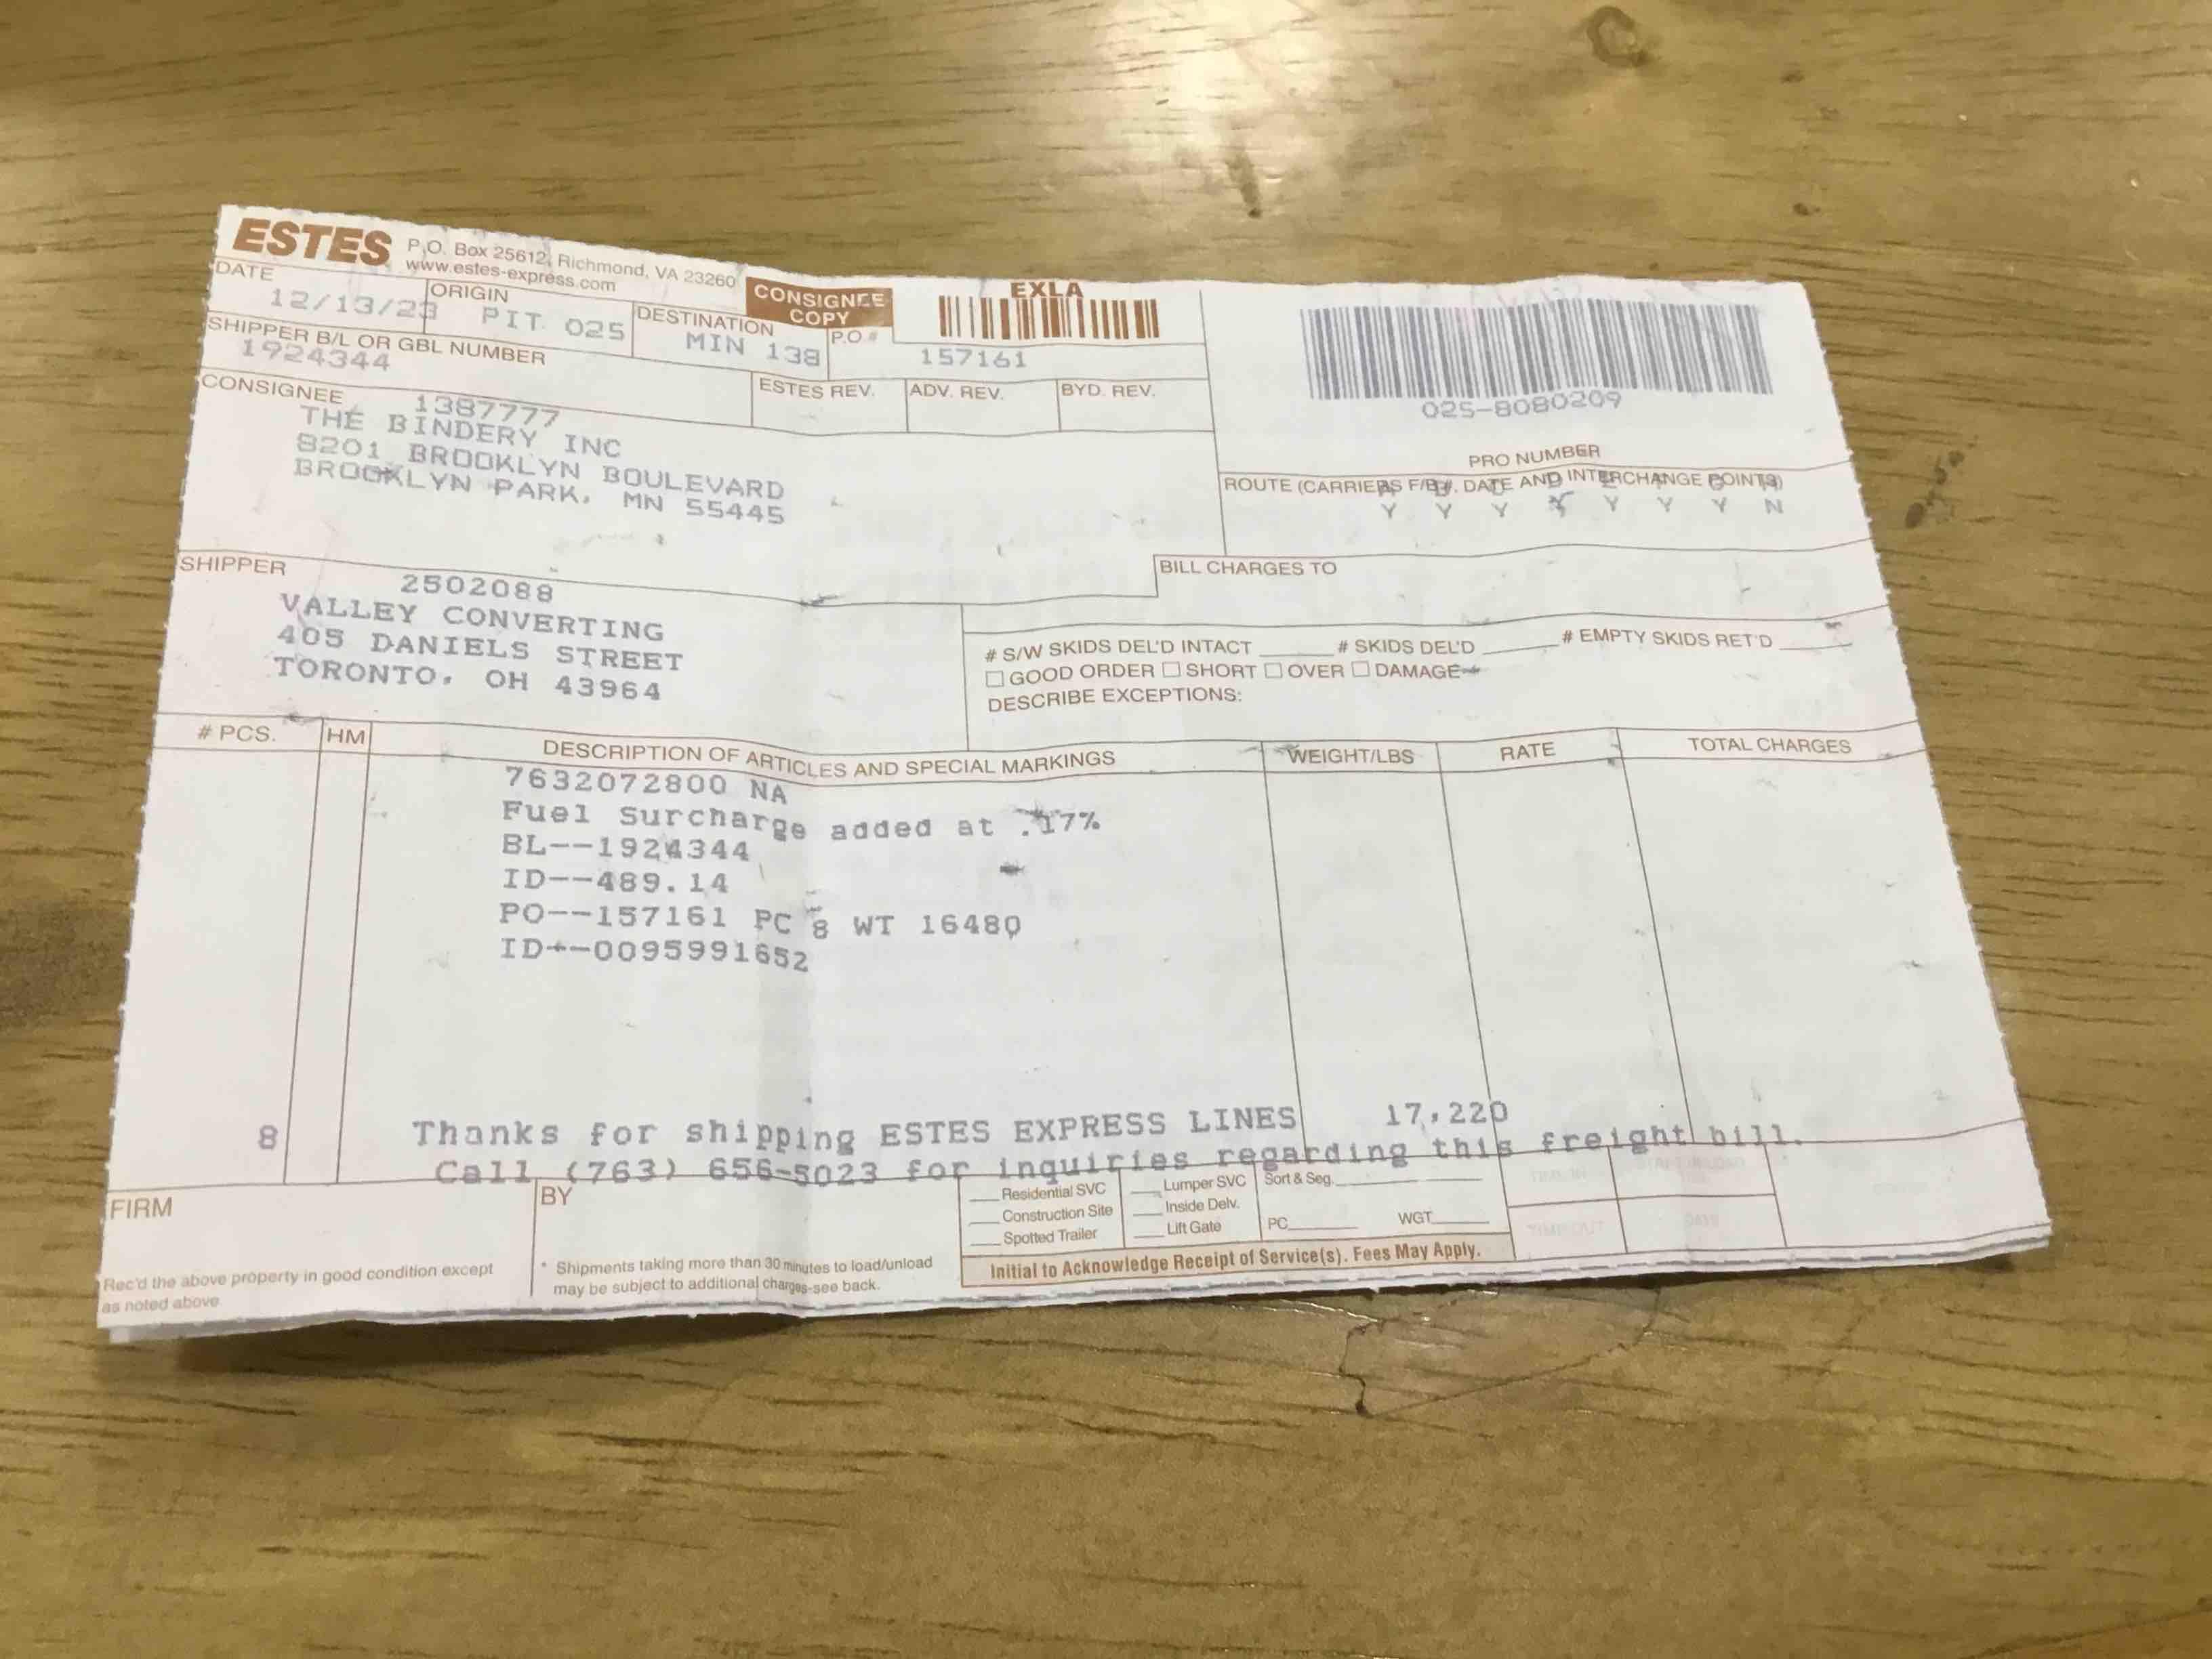 ESTES P.O. Box 25612, Richmond, VA 23260
www.estes-express.com
CONSIGNEE COPY
EXLA
DATE 12/13/23
ORIGIN PIT 025
DESTINATION MIN 138
P.O # 157161
025-8080209
PRO NUMBER
SHIPPER B/L OR GBL NUMBER
1924344
ESTES REV. ADV. REV. BYD. REV.
CONSIGNEE 1387777
THE BINDERY INC
8201 BROOKLYN BOULEVARD
BROOKLYN PARK, MN 55445
ROUTE (CARRIERS F/B #, DATE AND INTERCHANGE POINTS)
Y Y Y Y Y Y Y N
BILL CHARGES TO
SHIPPER 2502088
VALLEY CONVERTING
405 DANIELS STREET
TORONTO, OH 43964
# S/W SKIDS DEL'D INTACT # SKIDS DEL'D # EMPTY SKIDS RET'D
GOOD ORDER SHORT OVER DAMAGE
DESCRIBE EXCEPTIONS:
# PCS. HM DESCRIPTION OF ARTICLES AND SPECIAL MARKINGS WEIGHT/LBS RATE TOTAL CHARGES
7632072800 NA
Fuel Surcharge added at .17%
BL--1924344
ID--489.14
PO--157161 PC 8 WT 16480
ID--0095991652
8 Thanks for shipping ESTES EXPRESS LINES 17,220
Call (763) 656-5023 for inquiries regarding this freight bill.
FIRM
Rec'd the above property in good condition except
as noted above
BY
* Shipments taking more than 30 minutes to load/unload
may be subject to additional charges-see back.
Residential SVC Lumper SVC Sort & Seg.
Construction Site Inside Delv.
Spotted Trailer Lift Gate PC WGT.
Initial to Acknowledge Receipt of Service(s). Fees May Apply.
TIME IN
TIME OUT